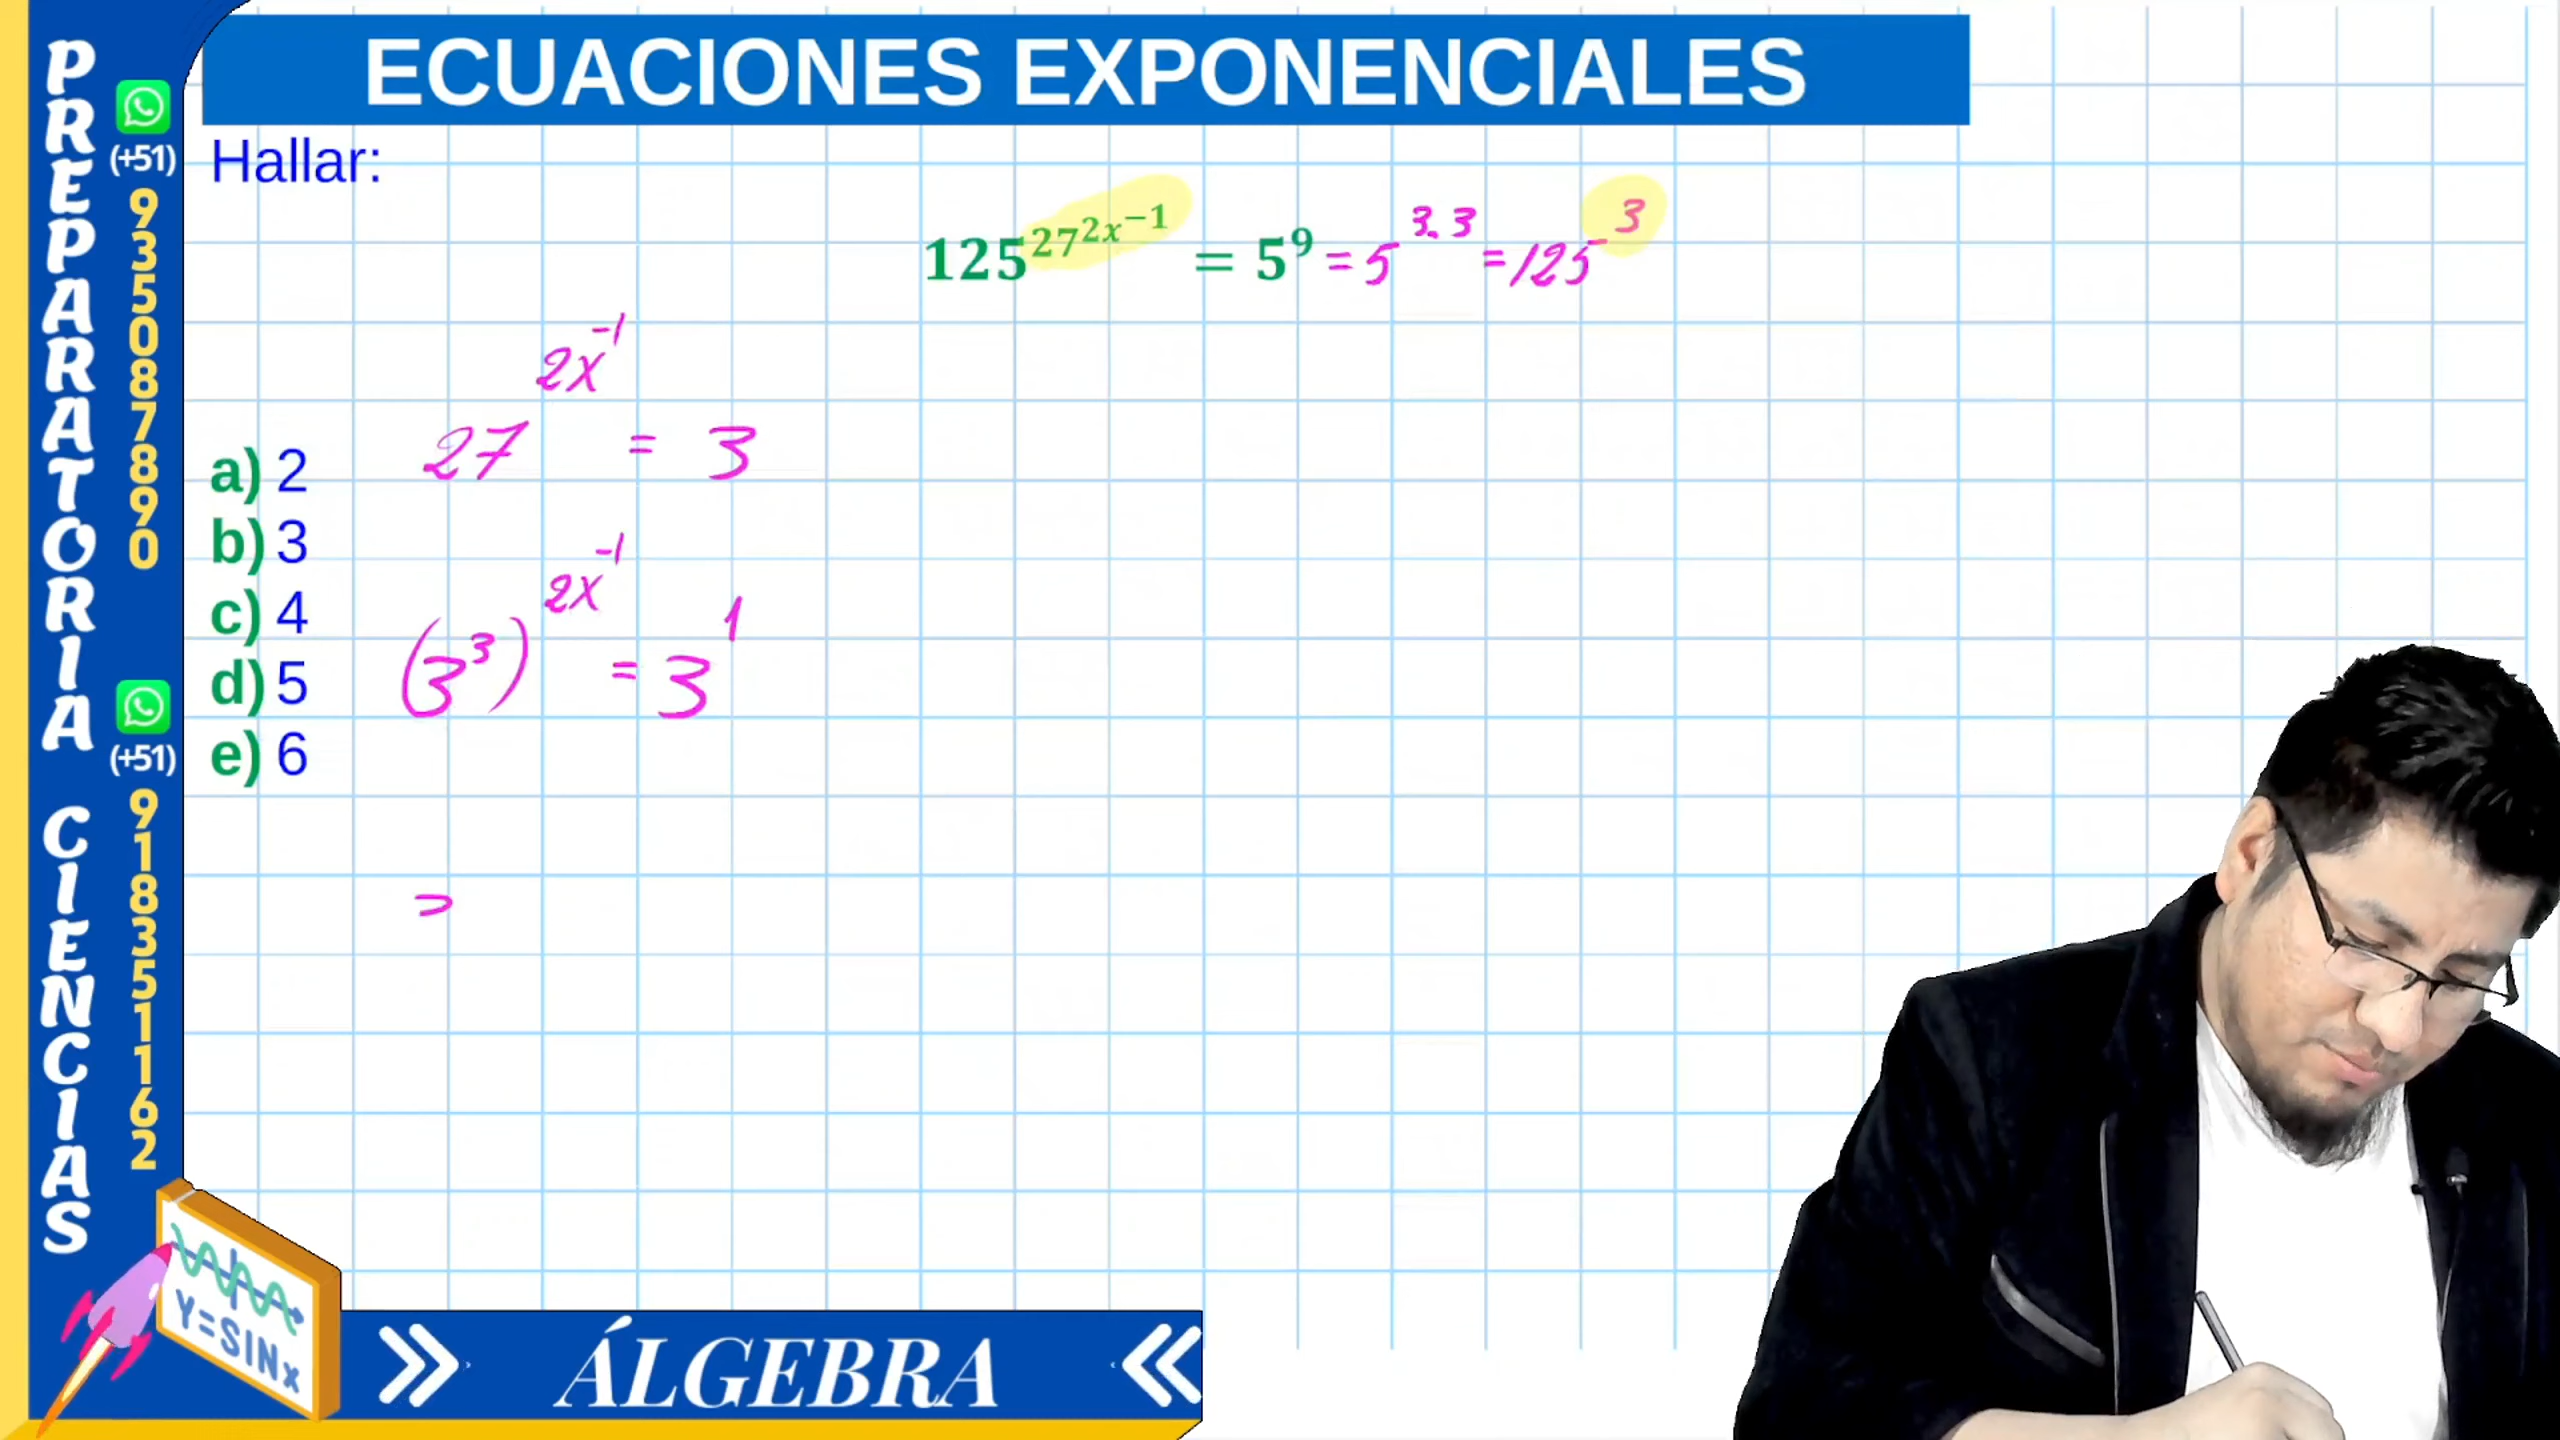 ECUACIONES EXPONENCIALES
Hallar:
125^27^2x^−1 = 5^9 = 5^3.3 = 125^3
27^2x^-1 = 3
(3^3)^2x^-1 = 3^1
=
a) 2
b) 3
c) 4
d) 5
e) 6
PREPARATORIA CIENCIAS
(+51)
935087890
(+51)
918351162
Y=SINx
ÁLGEBRA